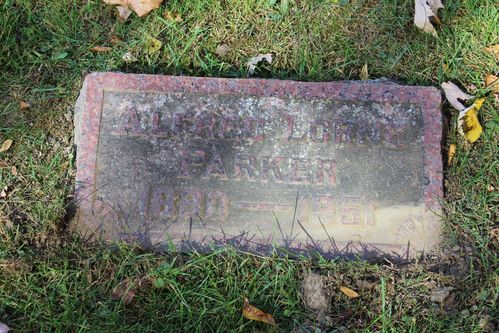 ALFRED LORNE
PARKER
1880 — 1951